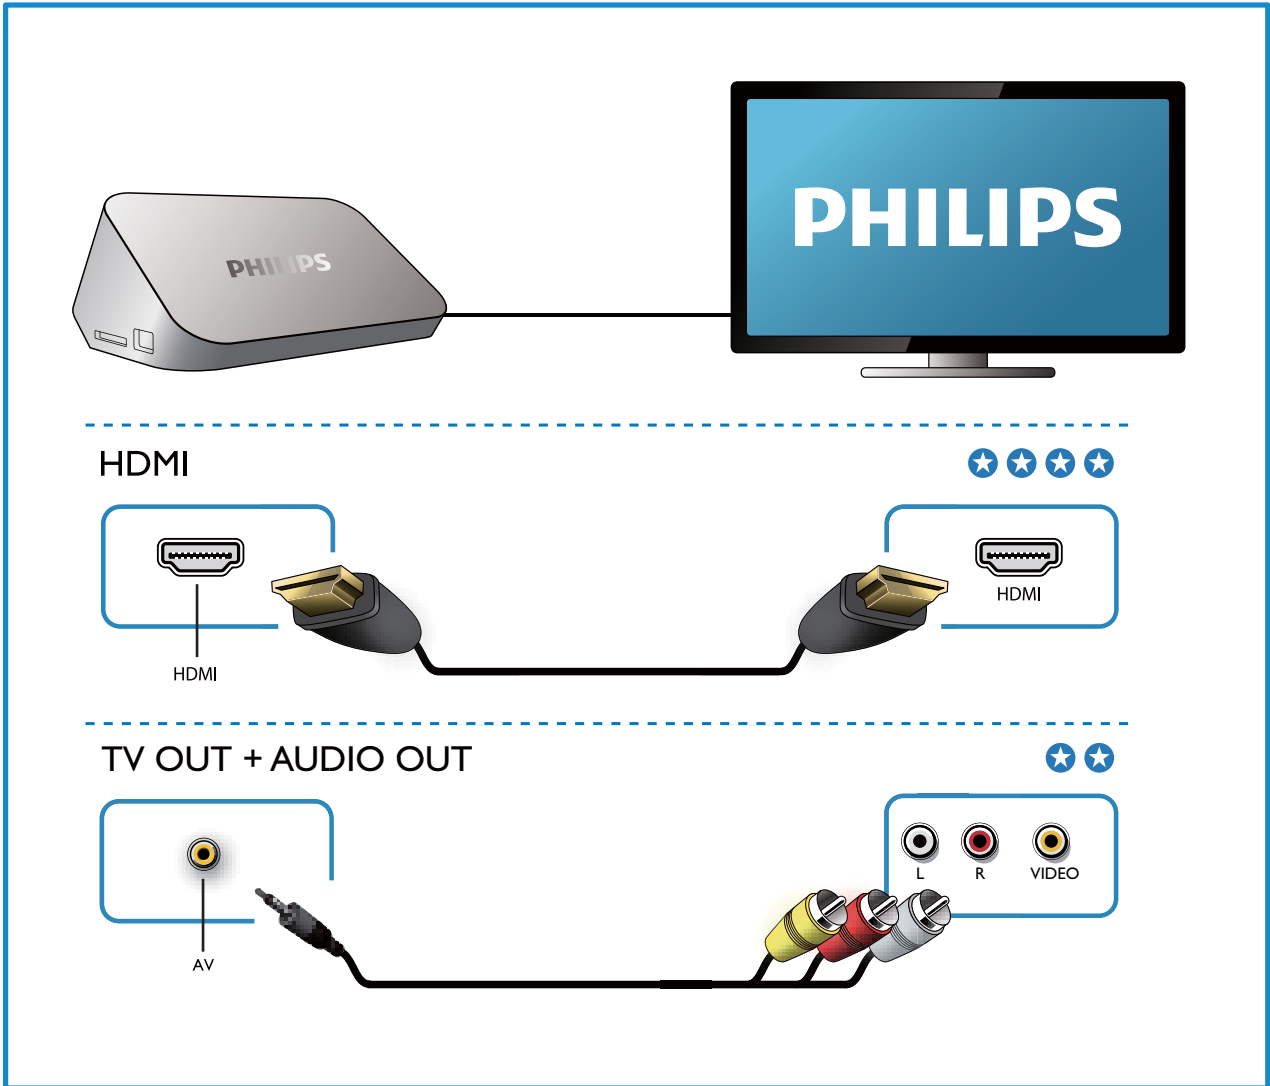 PHILIPS
PHILIPS
HDMI
HDMI
HDMI
TV OUT + AUDIO OUT
L R VIDEO
AV